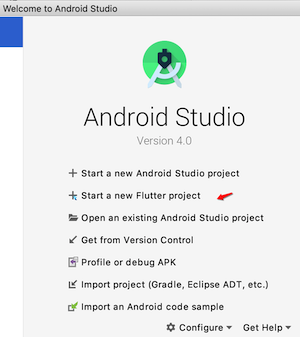 Welcome to Android Studio
Android Studio
Version 4.0
Start a new Android Studio project
Start a new Flutter project
Open an existing Android Studio project
Get from Version Control
Profile or debug APK
Import project (Gradle, Eclipse ADT, etc.)
Import an Android code sample
Configure Get Help